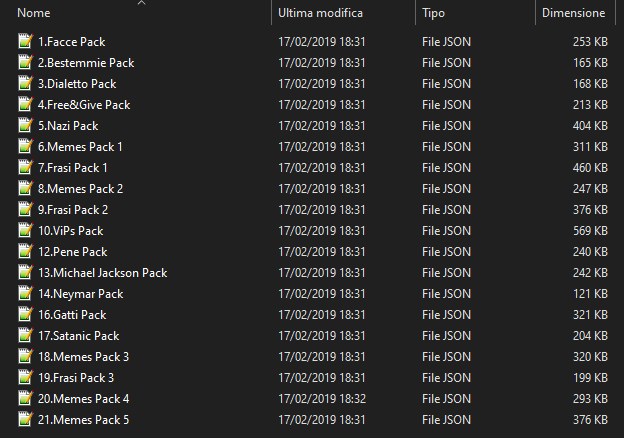 Nome Ultima modifica Tipo Dimensione
1.Facce Pack 17/02/2019 18:31 File JSON 253 KB
2.Bestemmie Pack 17/02/2019 18:31 File JSON 165 KB
3.Dialetto Pack 17/02/2019 18:31 File JSON 168 KB
4.Free&Give Pack 17/02/2019 18:31 File JSON 213 KB
5.Nazi Pack 17/02/2019 18:31 File JSON 404 KB
6.Memes Pack 1 17/02/2019 18:31 File JSON 311 KB
7.Frasi Pack 1 17/02/2019 18:31 File JSON 460 KB
8.Memes Pack 2 17/02/2019 18:31 File JSON 247 KB
9.Frasi Pack 2 17/02/2019 18:31 File JSON 376 KB
10.ViPs Pack 17/02/2019 18:31 File JSON 569 KB
12.Pene Pack 17/02/2019 18:31 File JSON 240 KB
13.Michael Jackson Pack 17/02/2019 18:31 File JSON 242 KB
14.Neymar Pack 17/02/2019 18:31 File JSON 121 KB
16.Gatti Pack 17/02/2019 18:31 File JSON 321 KB
17.Satanic Pack 17/02/2019 18:31 File JSON 204 KB
18.Memes Pack 3 17/02/2019 18:31 File JSON 320 KB
19.Frasi Pack 3 17/02/2019 18:31 File JSON 199 KB
20.Memes Pack 4 17/02/2019 18:32 File JSON 293 KB
21.Memes Pack 5 17/02/2019 18:31 File JSON 376 KB